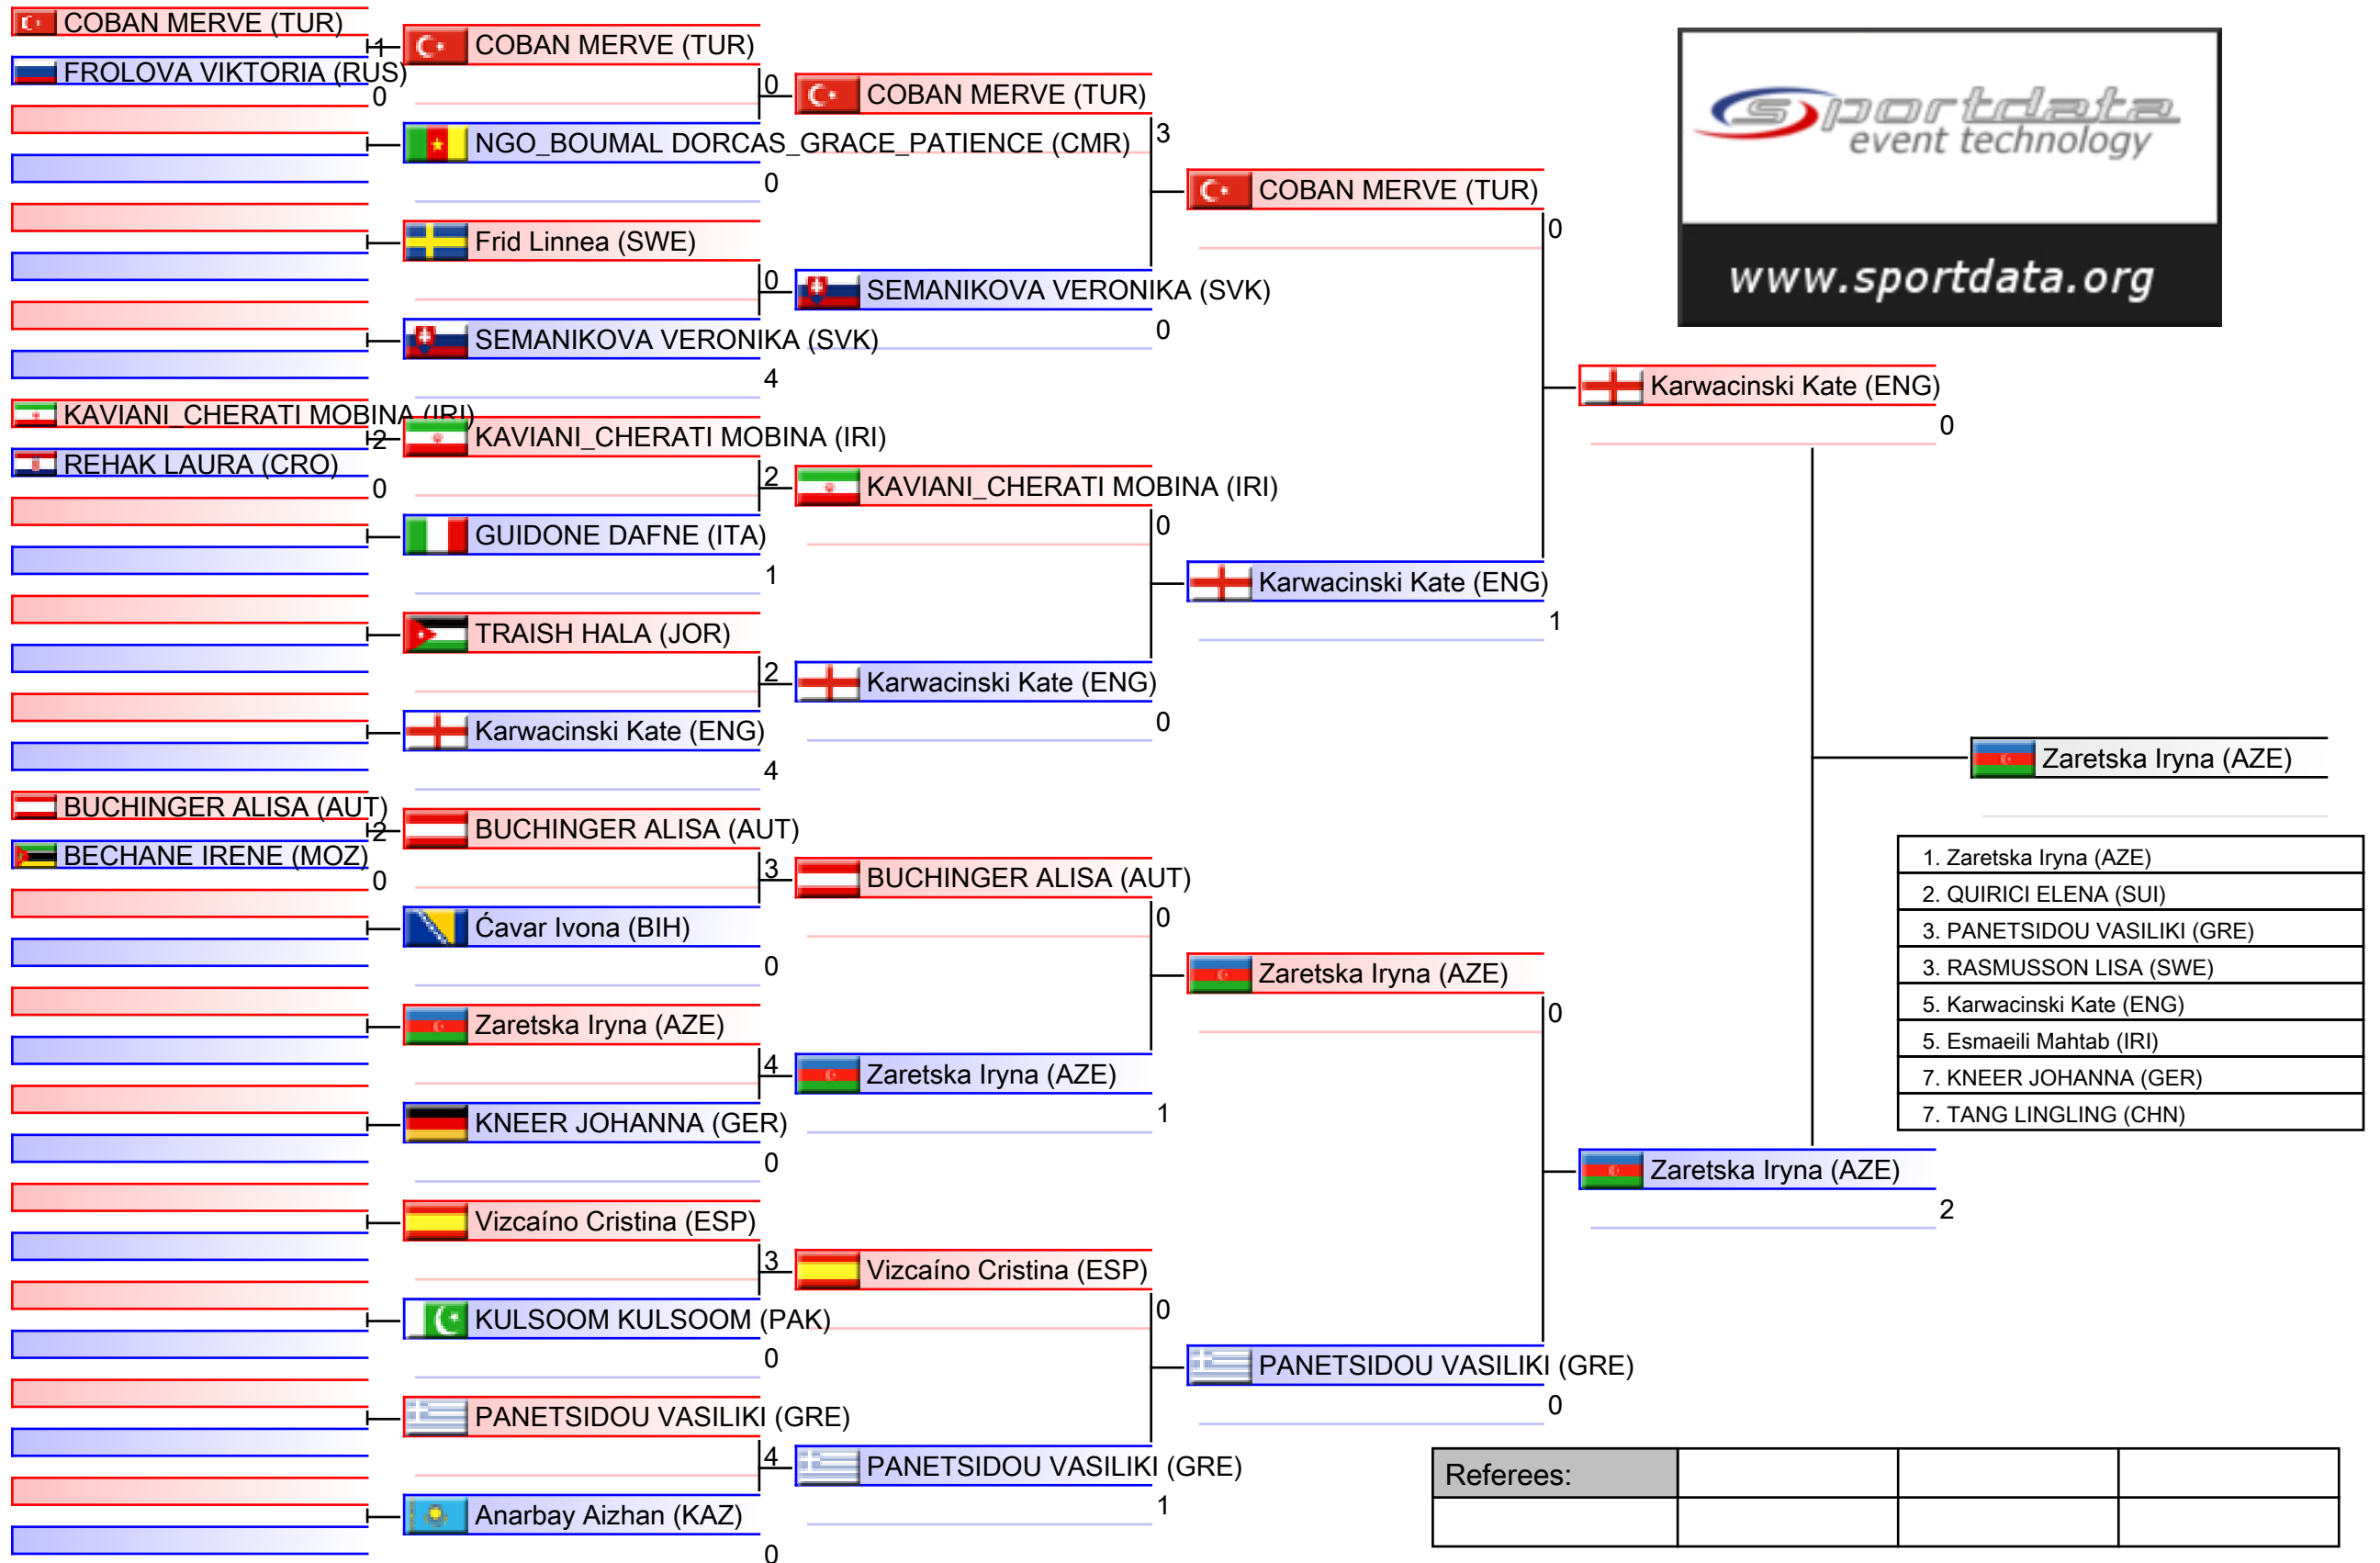 COBAN MERVE (TUR)
1
FROLOVA VIKTORIA (RUS)
0
KAVIANI_CHERATI MOBINA (IRI)
2
REHAK LAURA (CRO)
0
BUCHINGER ALISA (AUT)
2
BECHANE IRENE (MOZ)
0
COBAN MERVE (TUR)
0
NGO_BOUMAL DORCAS_GRACE_PATIENCE (CMR)
0
Frid Linnea (SWE)
0
SEMANIKOVA VERONIKA (SVK)
4
KAVIANI_CHERATI MOBINA (IRI)
2
GUIDONE DAFNE (ITA)
1
TRAISH HALA (JOR)
2
Karwacinski Kate (ENG)
4
BUCHINGER ALISA (AUT)
3
Ćavar Ivona (BIH)
0
Zaretska Iryna (AZE)
4
KNEER JOHANNA (GER)
0
Vizcaíno Cristina (ESP)
3
KULSOOM KULSOOM (PAK)
0
PANETSIDOU VASILIKI (GRE)
4
Anarbay Aizhan (KAZ)
0
COBAN MERVE (TUR)
3
SEMANIKOVA VERONIKA (SVK)
0
KAVIANI_CHERATI MOBINA (IRI)
0
Karwacinski Kate (ENG)
0
BUCHINGER ALISA (AUT)
0
Zaretska Iryna (AZE)
1
Vizcaíno Cristina (ESP)
0
PANETSIDOU VASILIKI (GRE)
1
COBAN MERVE (TUR)
0
Karwacinski Kate (ENG)
1
Zaretska Iryna (AZE)
0
PANETSIDOU VASILIKI (GRE)
0
Karwacinski Kate (ENG)
0
Zaretska Iryna (AZE)
2
Zaretska Iryna (AZE)
sportdata
event technology
www.sportdata.org
1. Zaretska Iryna (AZE)
2. QUIRICI ELENA (SUI)
3. PANETSIDOU VASILIKI (GRE)
3. RASMUSSON LISA (SWE)
5. Karwacinski Kate (ENG)
5. Esmaeili Mahtab (IRI)
7. KNEER JOHANNA (GER)
7. TANG LINGLING (CHN)
Referees: